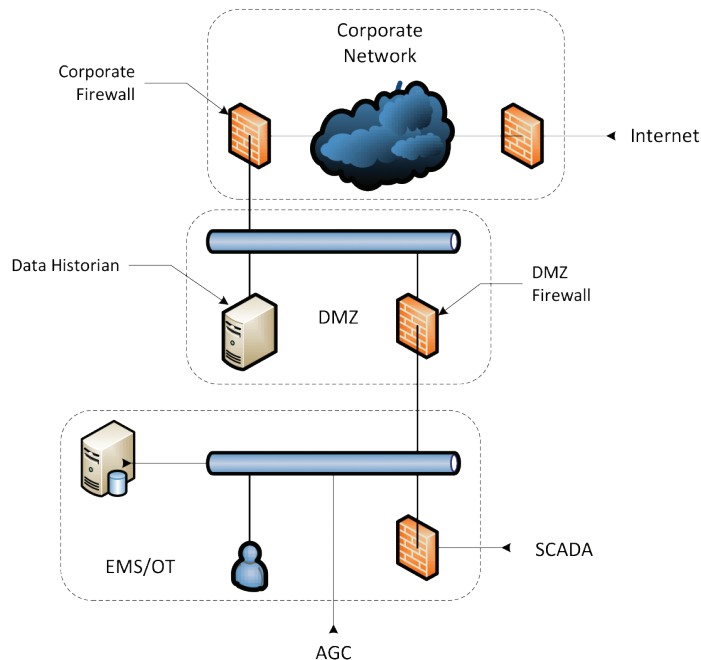 Corporate
Network
Corporate
Firewall
Internet
Data Historian
DMZ
Firewall
DMZ
EMS/OT
SCADA
AGC